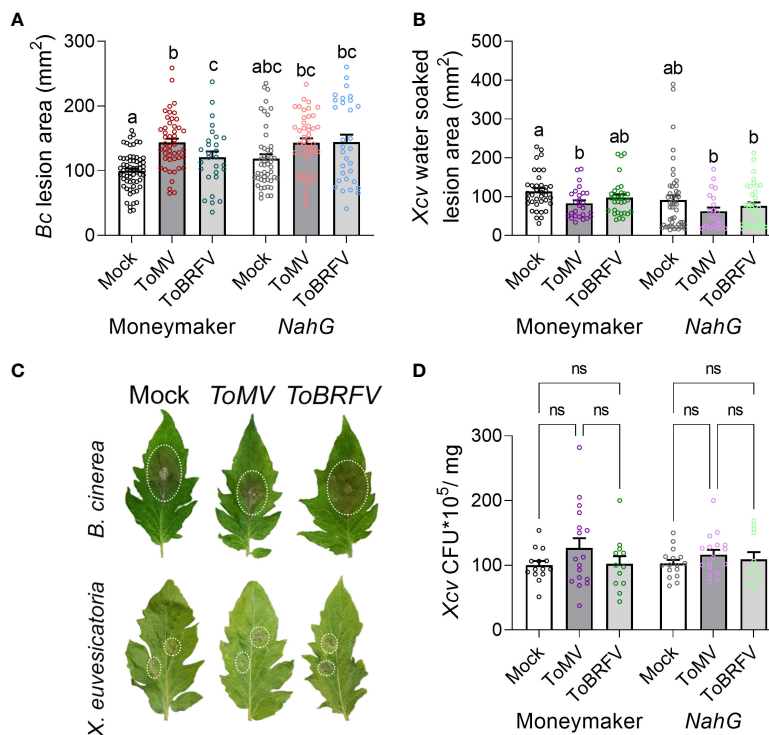 A
Bc lesion area (mm²)
300
200
100
0
a
b
c
abc
bc
bc
Mock
ToMV
ToBRFV
Mock
ToMV
ToBRFV
Moneymaker
NahG
B
Xcv water soaked
lesion area (mm²)
500
400
300
200
100
0
a
b
ab
ab
b
b
Mock
ToMV
ToBRFV
Mock
ToMV
ToBRFV
Moneymaker
NahG
C
Mock ToMV ToBRFV
B. cinerea
X. euvesicatoria
D
Xcv CFU*10⁵/ mg
300
200
100
0
ns
ns
ns
ns
ns
ns
Mock
ToMV
ToBRFV
Mock
ToMV
ToBRFV
Moneymaker
NahG